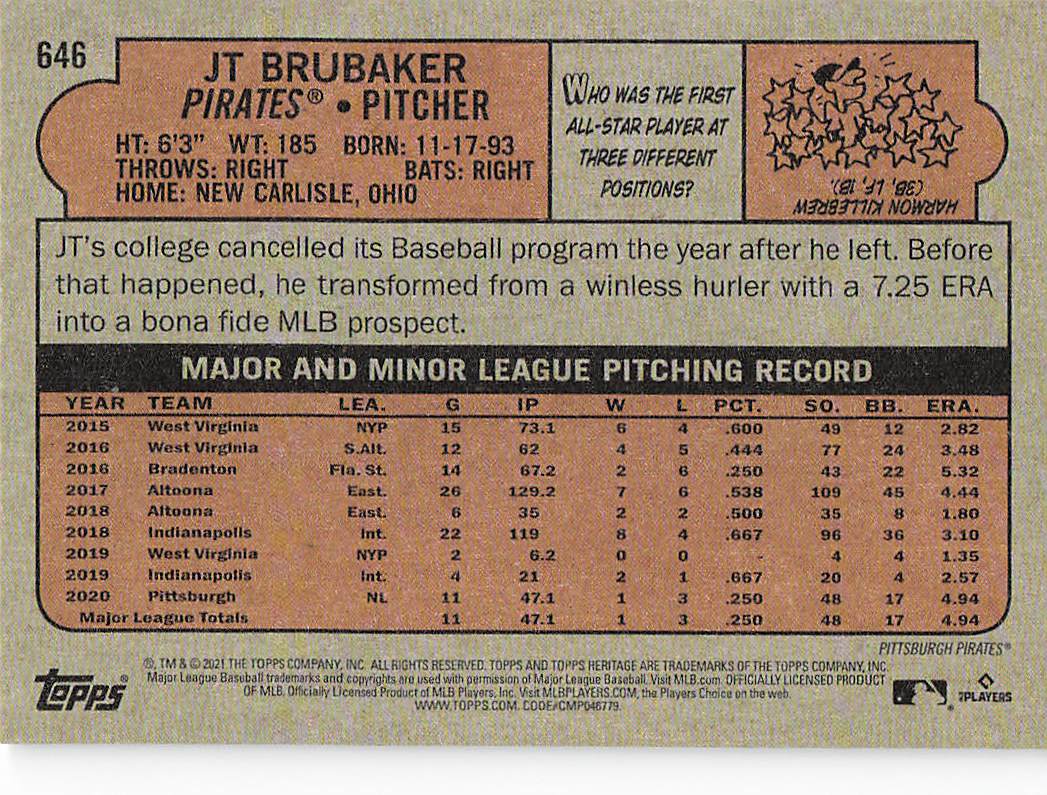 646
JT BRUBAKER
PIRATES® • PITCHER
HT: 6'3" WT: 185 BORN: 11-17-93
THROWS: RIGHT BATS: RIGHT
HOME: NEW CARLISLE, OHIO
WHO WAS THE FIRST
ALL-STAR PLAYER AT
THREE DIFFERENT
POSITIONS?
HARMON KILLEBREW
(3B, LF, 1B).
JT's college cancelled its Baseball program the year after he left. Before
that happened, he transformed from a winless hurler with a 7.25 ERA
into a bona fide MLB prospect.
MAJOR AND MINOR LEAGUE PITCHING RECORD
YEAR TEAM LEA. G IP W L PCT. SO. BB. ERA.
2015 West Virginia NYP 15 73.1 6 4 .600 49 12 2.82
2016 West Virginia S.Alt. 12 62 4 5 .444 77 24 3.48
2016 Bradenton Fla. St. 14 67.2 2 6 .250 43 22 5.32
2017 Altoona East. 26 129.2 7 6 .538 109 45 4.44
2018 Altoona East. 6 35 2 2 .500 35 8 1.80
2018 Indianapolis Int. 22 119 8 4 .667 96 36 3.10
2019 West Virginia NYP 2 6.2 0 0 - 4 4 1.35
2019 Indianapolis Int. 4 21 2 1 .667 20 4 2.57
2020 Pittsburgh NL 11 47.1 1 3 .250 48 17 4.94
Major League Totals 11 47.1 1 3 .250 48 17 4.94
PITTSBURGH PIRATES®
topps®
®, TM & © 2021 THE TOPPS COMPANY, INC. ALL RIGHTS RESERVED. TOPPS AND TOPPS HERITAGE ARE TRADEMARKS OF THE TOPPS COMPANY, INC.
Major League Baseball trademarks and copyrights are used with permission of Major League Baseball. Visit MLB.com. OFFICIALLY LICENSED PRODUCT
OF MLB. Officially Licensed Product of MLB Players, Inc. Visit MLBPLAYERS.COM, the Players Choice on the web.
WWW.TOPPS.COM. CODE#CMP046779.
PLAYERS